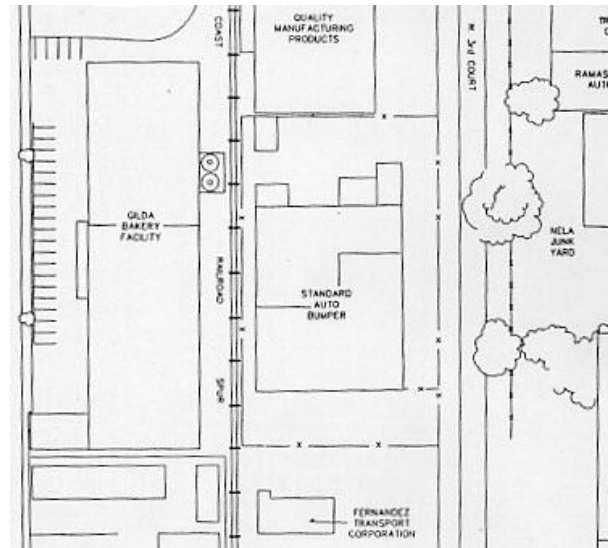 COAST
QUALITY
MANUFACTURING
PRODUCTS
3rd COURT
RAMAS
AUTO
GILDA
BAKERY
FACILITY
RAILROAD
NELA
JUNK
YARD
STANDARD
AUTO
BUMPER
SPUR
FERNANDEZ
TRANSPORT
CORPORATION